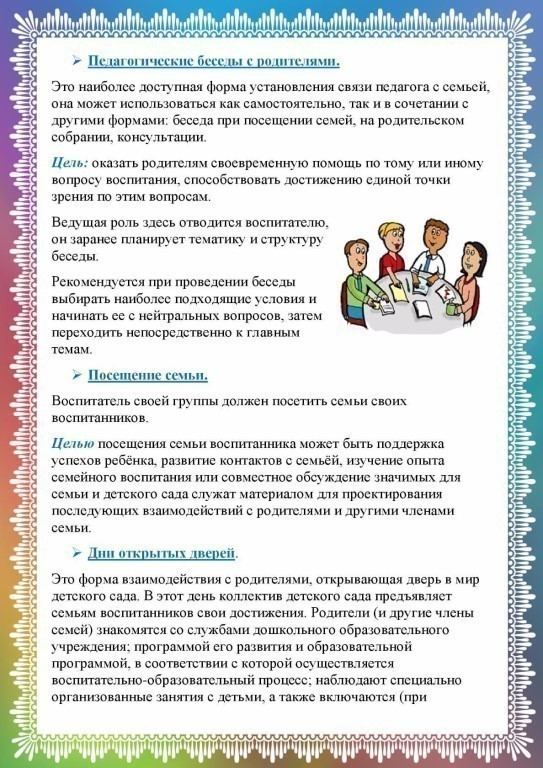 ➢ Педагогические беседы с родителями.
Это наиболее доступная форма установления связи педагога с семьей,
она может использоваться как самостоятельно, так и в сочетании с
другими формами: беседа при посещении семей, на родительском
собрании, консультации.
Цель: оказать родителям своевременную помощь по тому или иному
вопросу воспитания, способствовать достижению единой точки
зрения по этим вопросам.
Ведущая роль здесь отводится воспитателю,
он заранее планирует тематику и структуру
беседы.
Рекомендуется при проведении беседы
выбирать наиболее подходящие условия и
начинать ее с нейтральных вопросов, затем
переходить непосредственно к главным
темам.
➢ Посещение семьи.
Воспитатель своей группы должен посетить семьи своих
воспитанников.
Целью посещения семьи воспитанника может быть поддержка
успехов ребёнка, развитие контактов с семьёй, изучение опыта
семейного воспитания или совместное обсуждение значимых для
семьи и детского сада служат материалом для проектирования
последующих взаимодействий с родителями и другими членами
семьи.
➢ Дни открытых дверей.
Это форма взаимодействия с родителями, открывающая дверь в мир
детского сада. В этот день коллектив детского сада предъявляет
семьям воспитанников свои достижения. Родители (и другие члены
семей) знакомятся со службами дошкольного образовательного
учреждения; программой его развития и образовательной
программой, в соответствии с которой осуществляется
воспитательно-образовательный процесс; наблюдают специально
организованные занятия с детьми, а также включаются (при